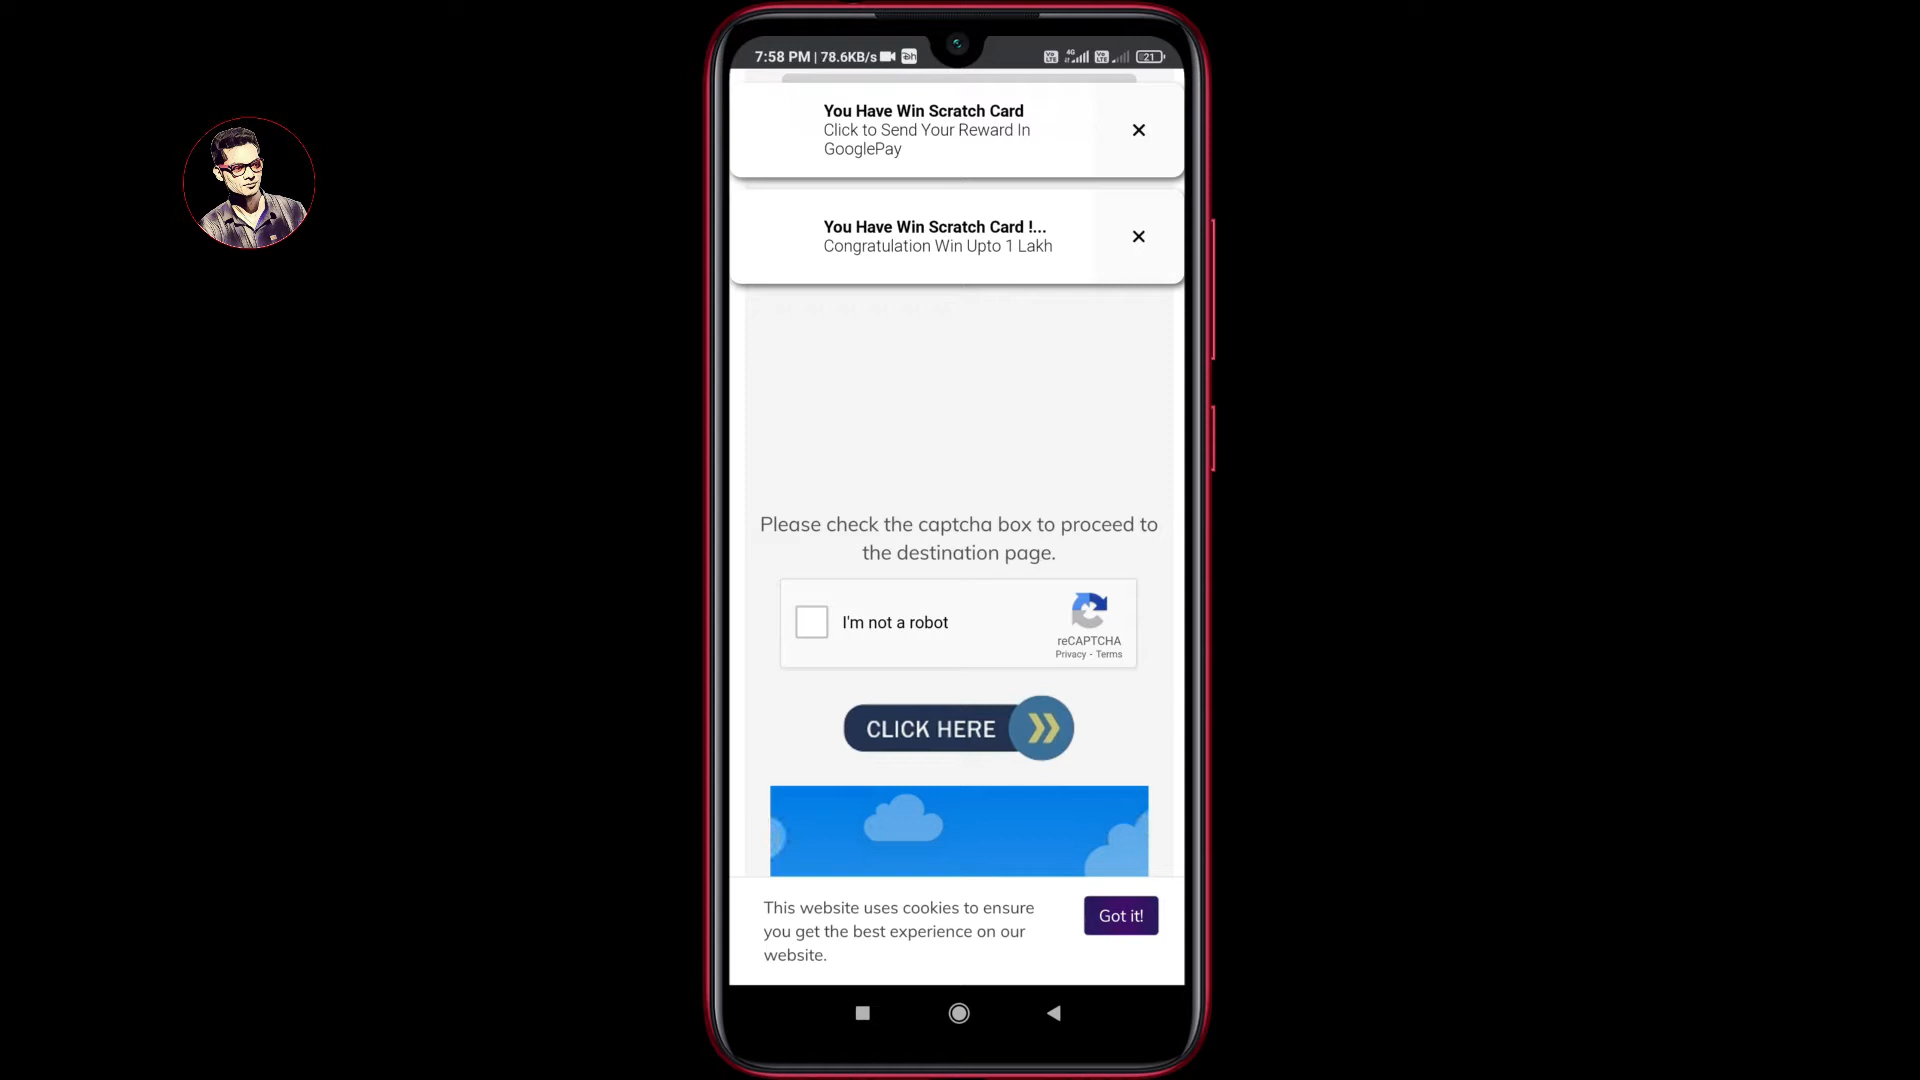 7:58 PM | 78.6KB/s
21
You Have Win Scratch Card
Click to Send Your Reward In
GooglePay
You Have Win Scratch Card !...
Congratulation Win Upto 1 Lakh
Please check the captcha box to proceed to
the destination page.
I'm not a robot
reCAPTCHA
Privacy - Terms
CLICK HERE
This website uses cookies to ensure
you get the best experience on our
website.
Got it!